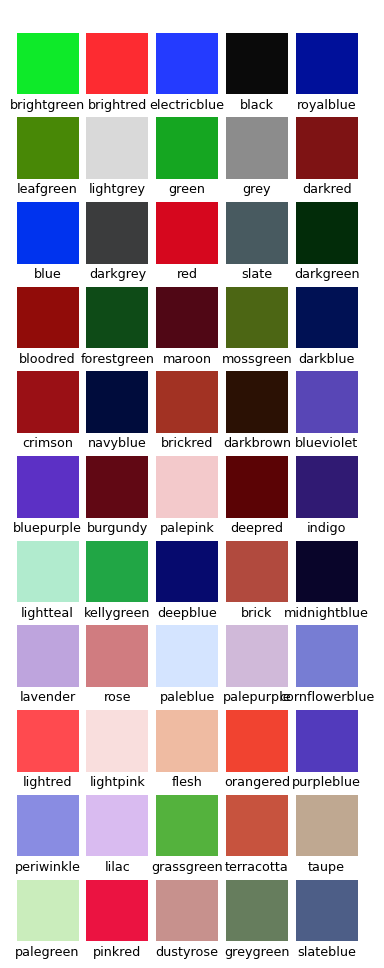 brightgreen brightred electricblue black royalblue
leafgreen lightgrey green grey darkred
blue darkgrey red slate darkgreen
bloodred forestgreen maroon mossgreen darkblue
crimson navyblue brickred darkbrown blueviolet
bluepurple burgundy palepink deepred indigo
lightteal kellygreen deepblue brick midnightblue
lavender rose paleblue palepurple cornflowerblue
lightred lightpink flesh orangered purpleblue
periwinkle lilac grassgreen terracotta taupe
palegreen pinkred dustyrose greygreen slateblue